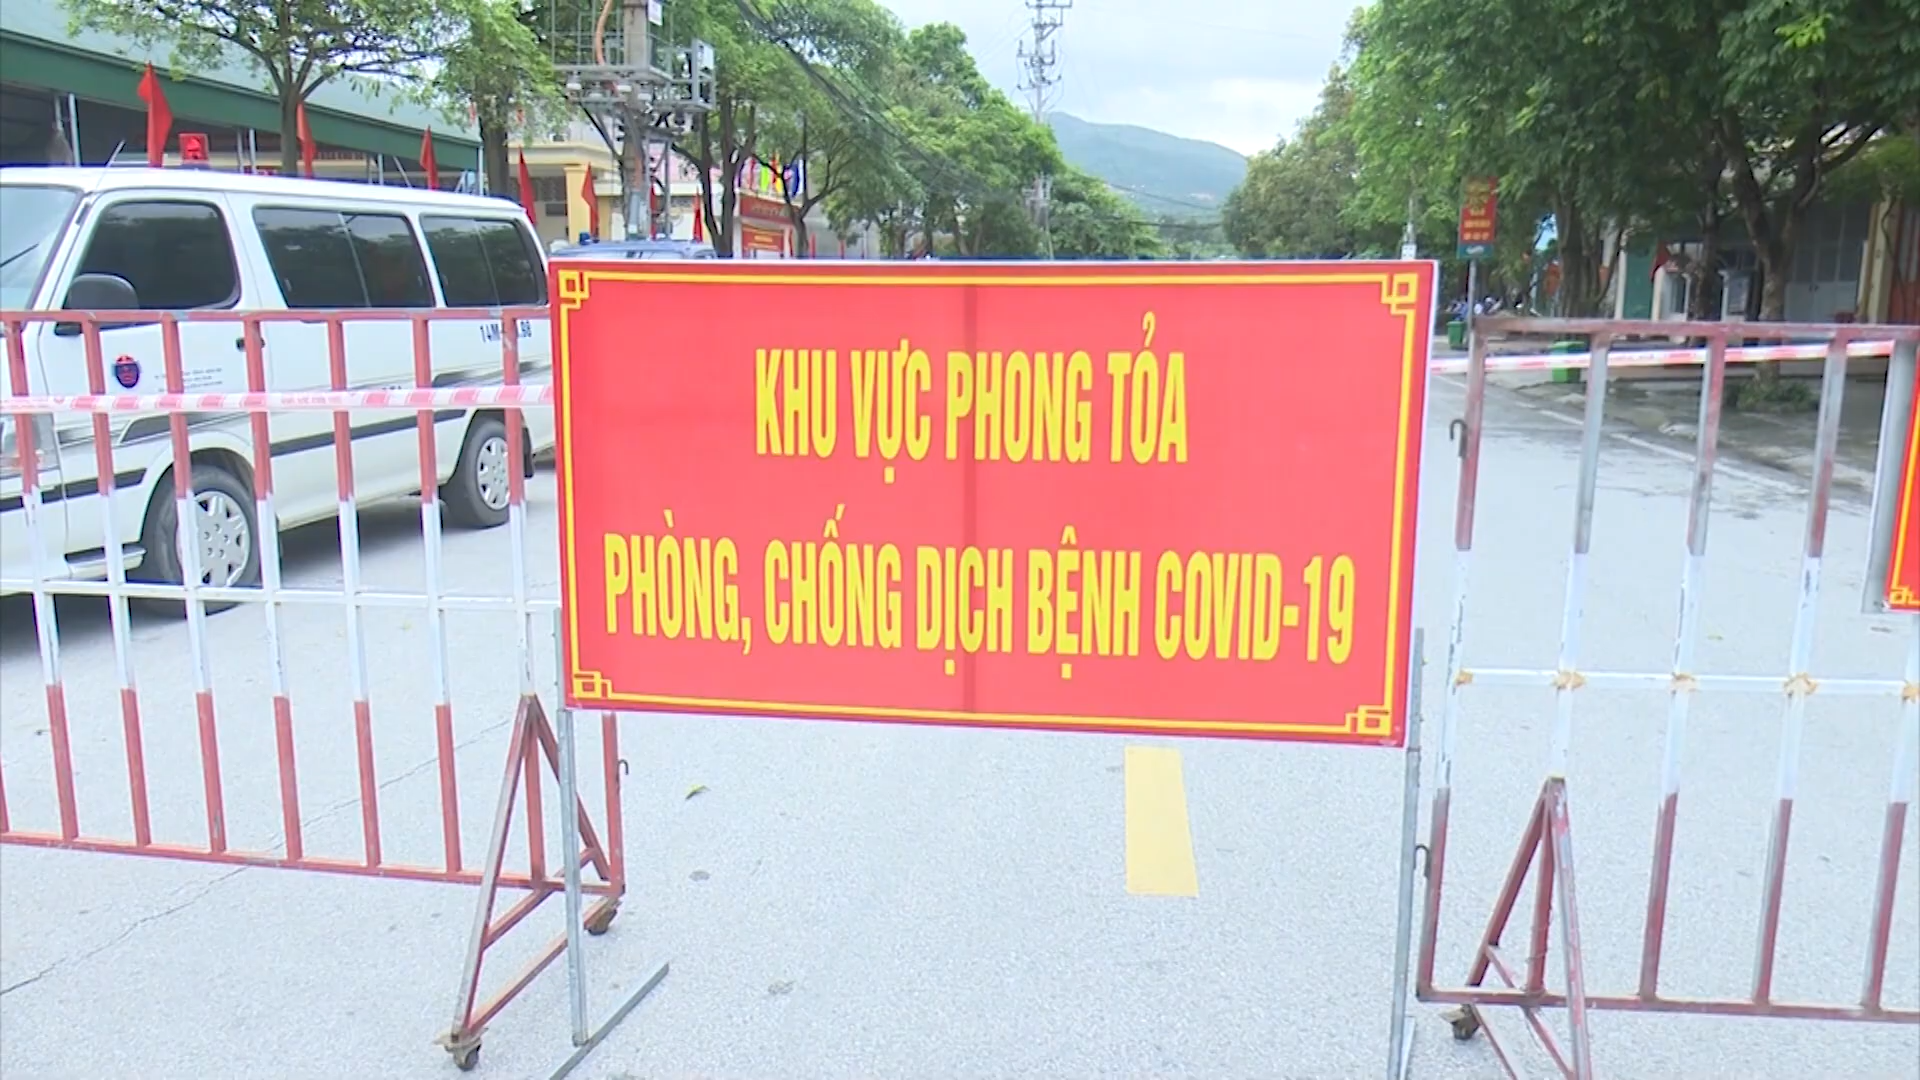 KHU VỰC PHONG TỎA
PHÒNG, CHỐNG DỊCH BỆNH COVID-19